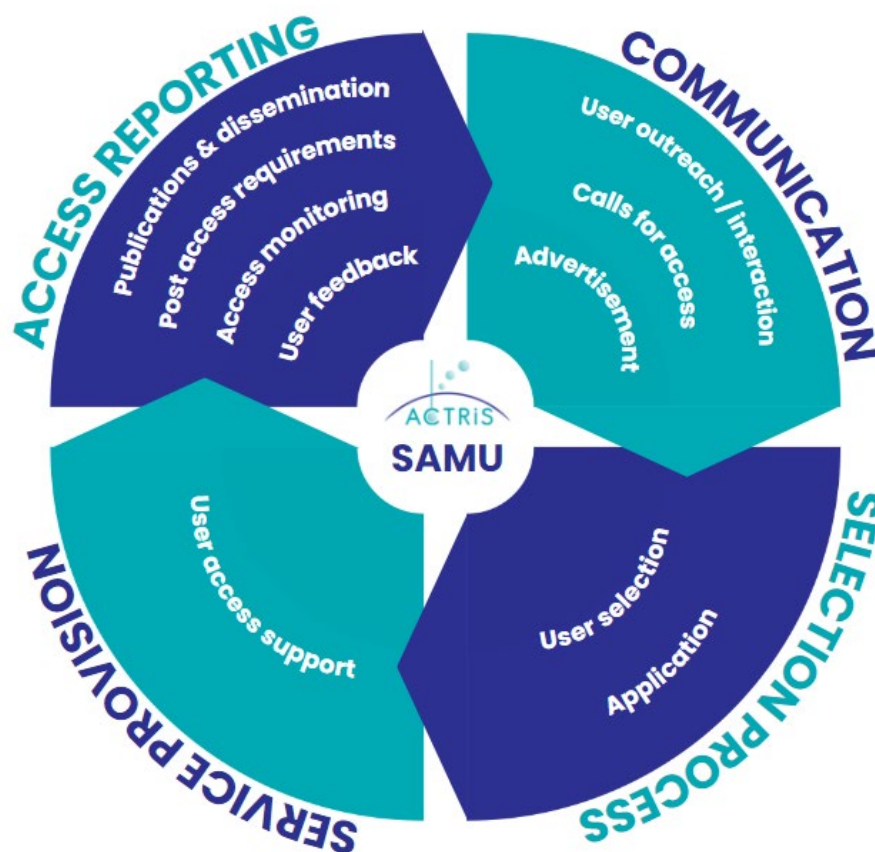 ACCESS REPORTING
Publications & dissemination
Post access requirements
Access monitoring
User feedback
COMMUNICATION
User outreach / interaction
Calls for access
Advertisement
ACTRiS
SAMU
SELECTION PROCESS
User selection
Application
SERVICE PROVISION
User access support